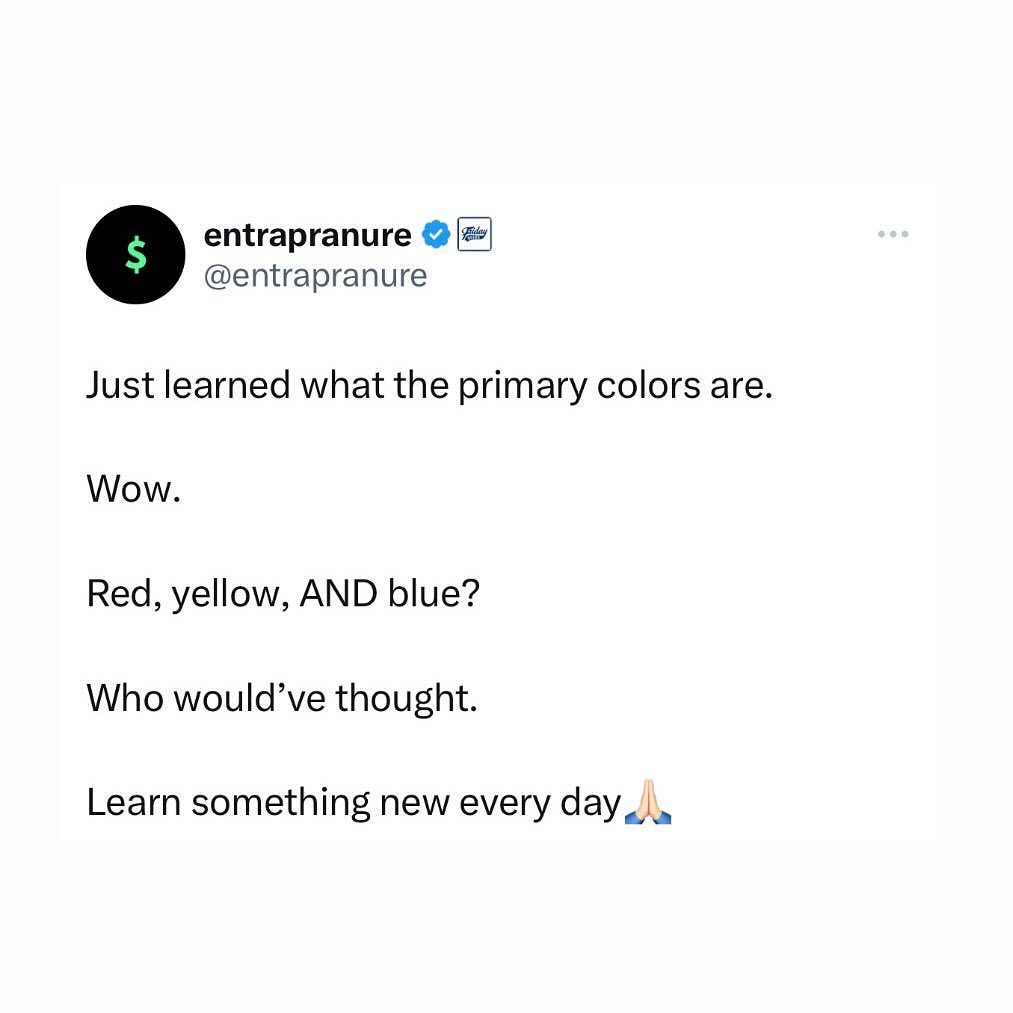 entrapranure
@entrapranure
Just learned what the primary colors are.
Wow.
Red, yellow, AND blue?
Who would’ve thought.
Learn something new every day🙏🏻